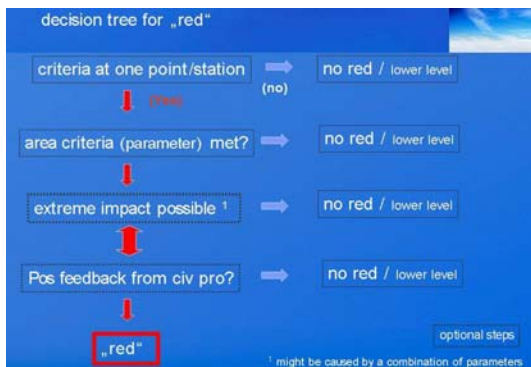 decision tree for „red“
criteria at one point/station
no red / lower level
(no)
(Yes)
area criteria (parameter) met?
no red / lower level
extreme impact possible ¹
no red / lower level
Pos feedback from civ pro?
no red / lower level
„red“
optional steps
¹ might be caused by a combination of parameters